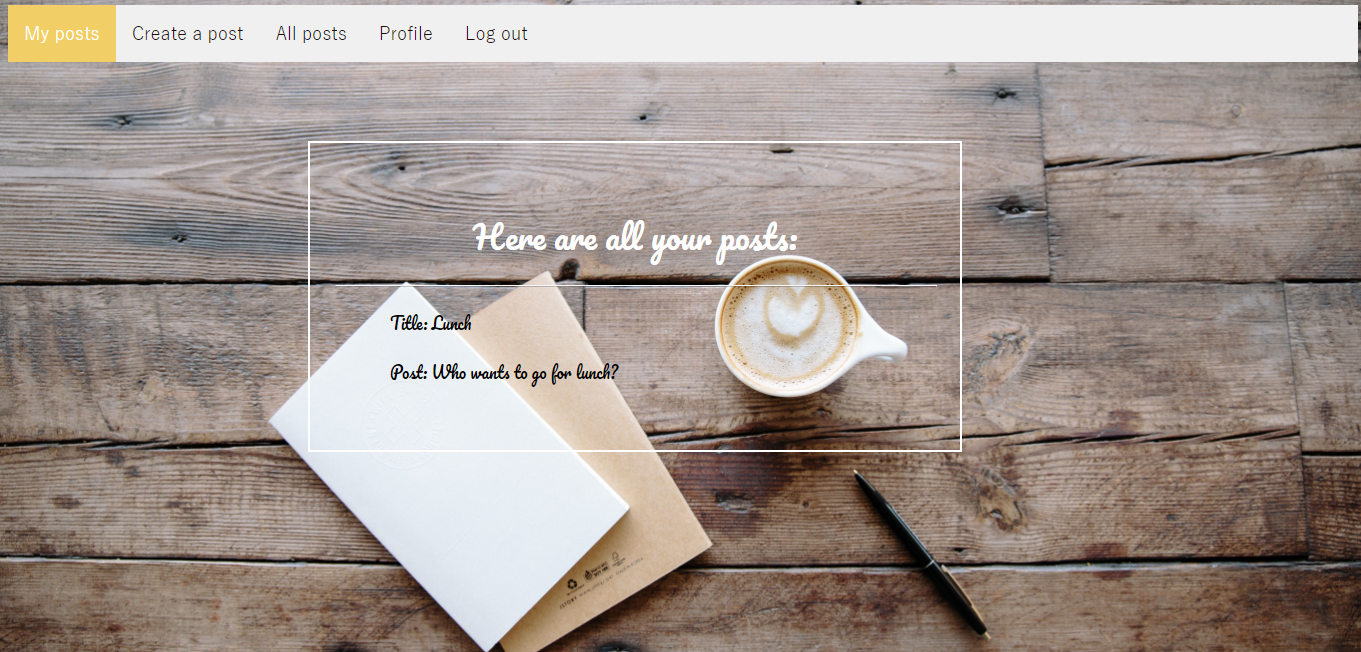 My posts Create a post All posts Profile Log out
Here are all your posts:
Title: Lunch
Post: Who wants to go for lunch?